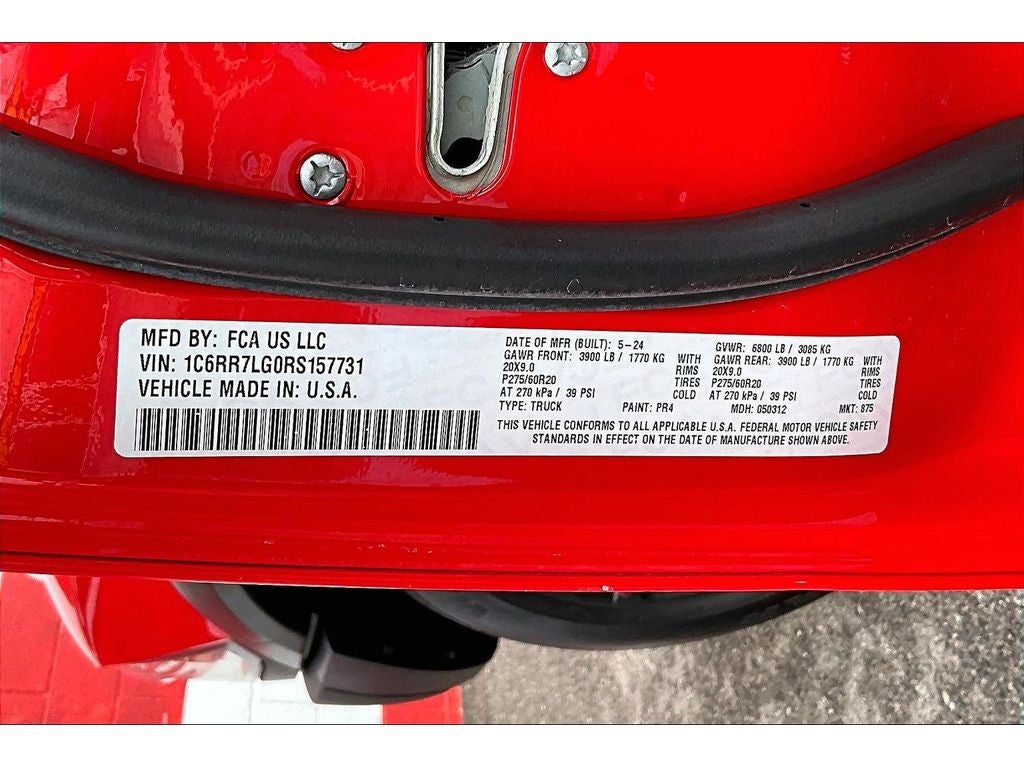 MFD BY: FCA US LLC
VIN: 1C6RR7LG0RS157731
VEHICLE MADE IN: U.S.A.
DATE OF MFR (BUILT): 5-24
GAWR FRONT: 3900 LB / 1770 KG WITH
20X9.0 RIMS
P275/60R20 TIRES
AT 270 kPa / 39 PSI COLD
TYPE: TRUCK PAINT: PR4
GVWR: 6800 LB / 3085 KG
GAWR REAR: 3900 LB / 1770 KG WITH
20X9.0 RIMS
P275/60R20 TIRES
AT 270 kPa / 39 PSI COLD
MDH: 050312 MKT: 875
THIS VEHICLE CONFORMS TO ALL APPLICABLE U.S.A. FEDERAL MOTOR VEHICLE SAFETY
STANDARDS IN EFFECT ON THE DATE OF MANUFACTURE SHOWN ABOVE.